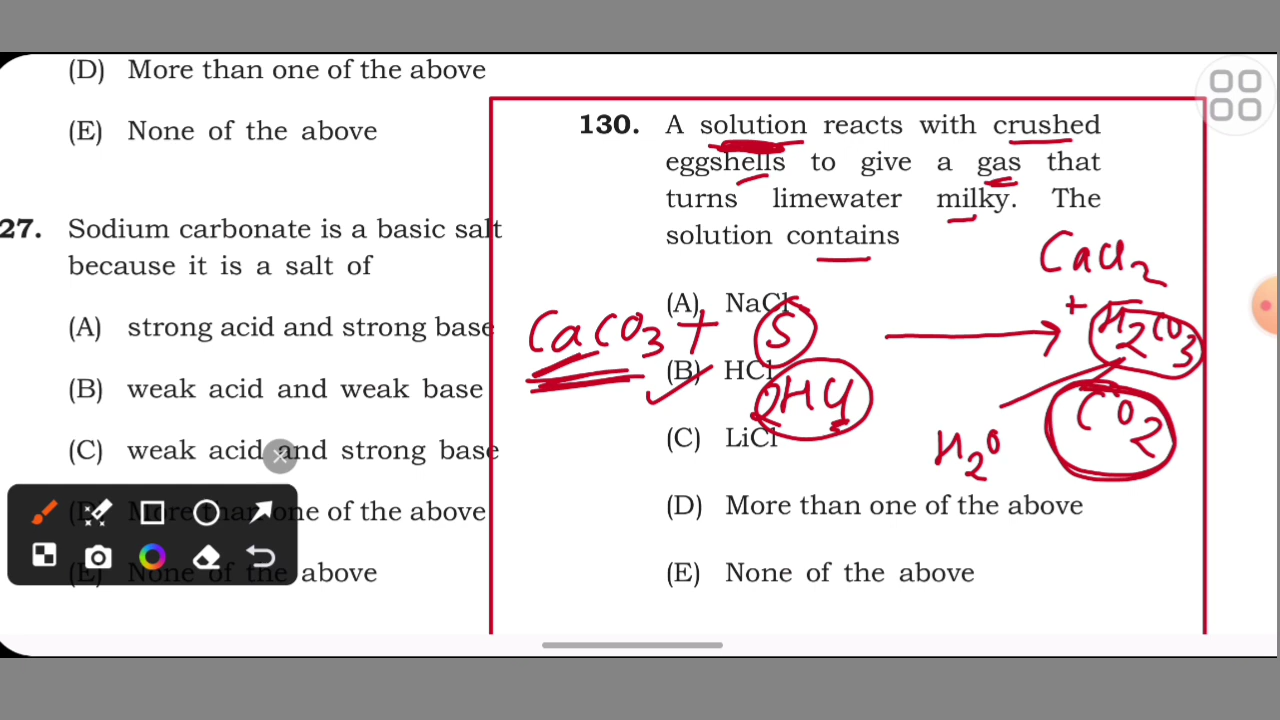 (D) More than one of the above
(E) None of the above
27. Sodium carbonate is a basic salt
because it is a salt of
(A) strong acid and strong base
(B) weak acid and weak base
(C) weak acid and strong base
(D) More than one of the above
(E) None of the above
130. A solution reacts with crushed
eggshells to give a gas that
turns limewater milky. The
solution contains
(A) NaCl
(B) HCl
(C) LiCl
(D) More than one of the above
(E) None of the above
CaCO3 + S
2HCl
CaCl2
+ H2CO3
H2O CO2